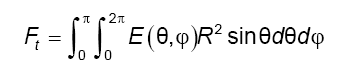 F_t = ∫_0^π ∫_0^{2π} E(θ,φ)R² sinθdθdφ